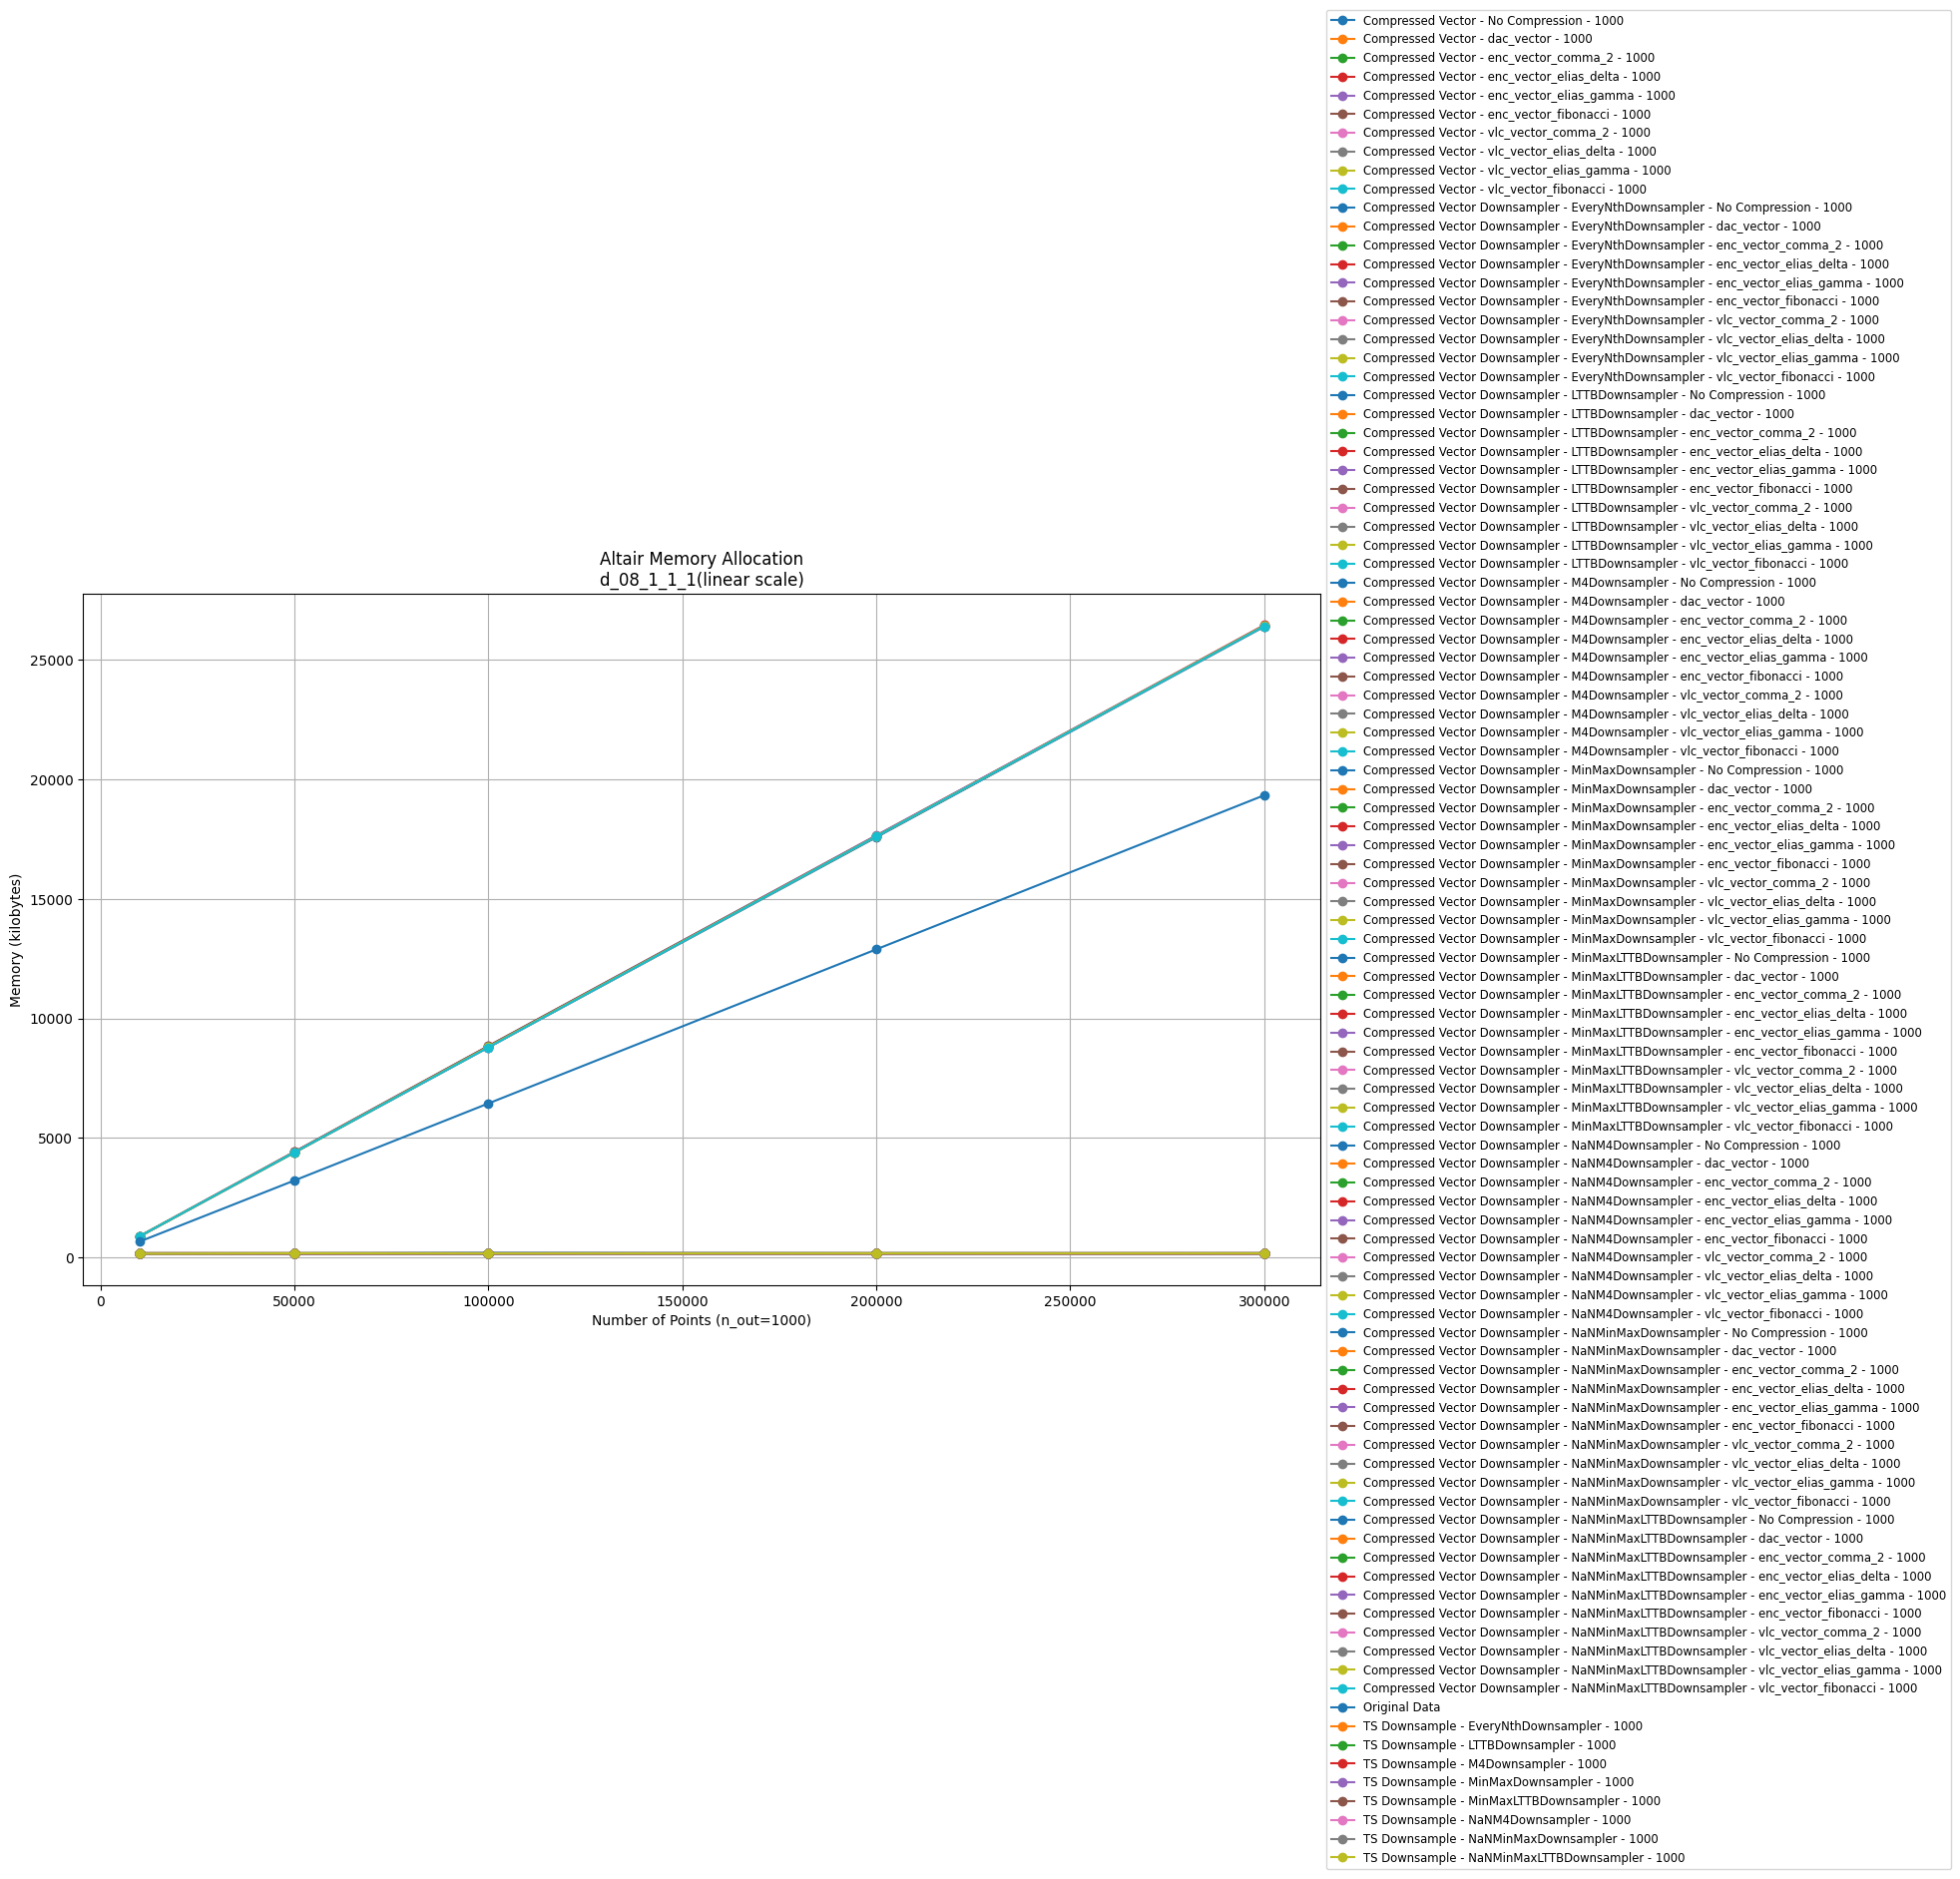 Altair Memory Allocation
d_08_1_1_1(linear scale)
Memory (kilobytes)
25000
20000
15000
10000
5000
0
0
50000
100000
150000
200000
250000
300000
Number of Points (n_out=1000)
Compressed Vector - No Compression - 1000
Compressed Vector - dac_vector - 1000
Compressed Vector - enc_vector_comma_2 - 1000
Compressed Vector - enc_vector_elias_delta - 1000
Compressed Vector - enc_vector_elias_gamma - 1000
Compressed Vector - enc_vector_fibonacci - 1000
Compressed Vector - vlc_vector_comma_2 - 1000
Compressed Vector - vlc_vector_elias_delta - 1000
Compressed Vector - vlc_vector_elias_gamma - 1000
Compressed Vector - vlc_vector_fibonacci - 1000
Compressed Vector Downsampler - EveryNthDownsampler - No Compression - 1000
Compressed Vector Downsampler - EveryNthDownsampler - dac_vector - 1000
Compressed Vector Downsampler - EveryNthDownsampler - enc_vector_comma_2 - 1000
Compressed Vector Downsampler - EveryNthDownsampler - enc_vector_elias_delta - 1000
Compressed Vector Downsampler - EveryNthDownsampler - enc_vector_elias_gamma - 1000
Compressed Vector Downsampler - EveryNthDownsampler - enc_vector_fibonacci - 1000
Compressed Vector Downsampler - EveryNthDownsampler - vlc_vector_comma_2 - 1000
Compressed Vector Downsampler - EveryNthDownsampler - vlc_vector_elias_delta - 1000
Compressed Vector Downsampler - EveryNthDownsampler - vlc_vector_elias_gamma - 1000
Compressed Vector Downsampler - EveryNthDownsampler - vlc_vector_fibonacci - 1000
Compressed Vector Downsampler - LTTBDownsampler - No Compression - 1000
Compressed Vector Downsampler - LTTBDownsampler - dac_vector - 1000
Compressed Vector Downsampler - LTTBDownsampler - enc_vector_comma_2 - 1000
Compressed Vector Downsampler - LTTBDownsampler - enc_vector_elias_delta - 1000
Compressed Vector Downsampler - LTTBDownsampler - enc_vector_elias_gamma - 1000
Compressed Vector Downsampler - LTTBDownsampler - enc_vector_fibonacci - 1000
Compressed Vector Downsampler - LTTBDownsampler - vlc_vector_comma_2 - 1000
Compressed Vector Downsampler - LTTBDownsampler - vlc_vector_elias_delta - 1000
Compressed Vector Downsampler - LTTBDownsampler - vlc_vector_elias_gamma - 1000
Compressed Vector Downsampler - LTTBDownsampler - vlc_vector_fibonacci - 1000
Compressed Vector Downsampler - M4Downsampler - No Compression - 1000
Compressed Vector Downsampler - M4Downsampler - dac_vector - 1000
Compressed Vector Downsampler - M4Downsampler - enc_vector_comma_2 - 1000
Compressed Vector Downsampler - M4Downsampler - enc_vector_elias_delta - 1000
Compressed Vector Downsampler - M4Downsampler - enc_vector_elias_gamma - 1000
Compressed Vector Downsampler - M4Downsampler - enc_vector_fibonacci - 1000
Compressed Vector Downsampler - M4Downsampler - vlc_vector_comma_2 - 1000
Compressed Vector Downsampler - M4Downsampler - vlc_vector_elias_delta - 1000
Compressed Vector Downsampler - M4Downsampler - vlc_vector_elias_gamma - 1000
Compressed Vector Downsampler - M4Downsampler - vlc_vector_fibonacci - 1000
Compressed Vector Downsampler - MinMaxDownsampler - No Compression - 1000
Compressed Vector Downsampler - MinMaxDownsampler - dac_vector - 1000
Compressed Vector Downsampler - MinMaxDownsampler - enc_vector_comma_2 - 1000
Compressed Vector Downsampler - MinMaxDownsampler - enc_vector_elias_delta - 1000
Compressed Vector Downsampler - MinMaxDownsampler - enc_vector_elias_gamma - 1000
Compressed Vector Downsampler - MinMaxDownsampler - enc_vector_fibonacci - 1000
Compressed Vector Downsampler - MinMaxDownsampler - vlc_vector_comma_2 - 1000
Compressed Vector Downsampler - MinMaxDownsampler - vlc_vector_elias_delta - 1000
Compressed Vector Downsampler - MinMaxDownsampler - vlc_vector_elias_gamma - 1000
Compressed Vector Downsampler - MinMaxDownsampler - vlc_vector_fibonacci - 1000
Compressed Vector Downsampler - MinMaxLTTBDownsampler - No Compression - 1000
Compressed Vector Downsampler - MinMaxLTTBDownsampler - dac_vector - 1000
Compressed Vector Downsampler - MinMaxLTTBDownsampler - enc_vector_comma_2 - 1000
Compressed Vector Downsampler - MinMaxLTTBDownsampler - enc_vector_elias_delta - 1000
Compressed Vector Downsampler - MinMaxLTTBDownsampler - enc_vector_elias_gamma - 1000
Compressed Vector Downsampler - MinMaxLTTBDownsampler - enc_vector_fibonacci - 1000
Compressed Vector Downsampler - MinMaxLTTBDownsampler - vlc_vector_comma_2 - 1000
Compressed Vector Downsampler - MinMaxLTTBDownsampler - vlc_vector_elias_delta - 1000
Compressed Vector Downsampler - MinMaxLTTBDownsampler - vlc_vector_elias_gamma - 1000
Compressed Vector Downsampler - MinMaxLTTBDownsampler - vlc_vector_fibonacci - 1000
Compressed Vector Downsampler - NaNM4Downsampler - No Compression - 1000
Compressed Vector Downsampler - NaNM4Downsampler - dac_vector - 1000
Compressed Vector Downsampler - NaNM4Downsampler - enc_vector_comma_2 - 1000
Compressed Vector Downsampler - NaNM4Downsampler - enc_vector_elias_delta - 1000
Compressed Vector Downsampler - NaNM4Downsampler - enc_vector_elias_gamma - 1000
Compressed Vector Downsampler - NaNM4Downsampler - enc_vector_fibonacci - 1000
Compressed Vector Downsampler - NaNM4Downsampler - vlc_vector_comma_2 - 1000
Compressed Vector Downsampler - NaNM4Downsampler - vlc_vector_elias_delta - 1000
Compressed Vector Downsampler - NaNM4Downsampler - vlc_vector_elias_gamma - 1000
Compressed Vector Downsampler - NaNM4Downsampler - vlc_vector_fibonacci - 1000
Compressed Vector Downsampler - NaNMinMaxDownsampler - No Compression - 1000
Compressed Vector Downsampler - NaNMinMaxDownsampler - dac_vector - 1000
Compressed Vector Downsampler - NaNMinMaxDownsampler - enc_vector_comma_2 - 1000
Compressed Vector Downsampler - NaNMinMaxDownsampler - enc_vector_elias_delta - 1000
Compressed Vector Downsampler - NaNMinMaxDownsampler - enc_vector_elias_gamma - 1000
Compressed Vector Downsampler - NaNMinMaxDownsampler - enc_vector_fibonacci - 1000
Compressed Vector Downsampler - NaNMinMaxDownsampler - vlc_vector_comma_2 - 1000
Compressed Vector Downsampler - NaNMinMaxDownsampler - vlc_vector_elias_delta - 1000
Compressed Vector Downsampler - NaNMinMaxDownsampler - vlc_vector_elias_gamma - 1000
Compressed Vector Downsampler - NaNMinMaxDownsampler - vlc_vector_fibonacci - 1000
Compressed Vector Downsampler - NaNMinMaxLTTBDownsampler - No Compression - 1000
Compressed Vector Downsampler - NaNMinMaxLTTBDownsampler - dac_vector - 1000
Compressed Vector Downsampler - NaNMinMaxLTTBDownsampler - enc_vector_comma_2 - 1000
Compressed Vector Downsampler - NaNMinMaxLTTBDownsampler - enc_vector_elias_delta - 1000
Compressed Vector Downsampler - NaNMinMaxLTTBDownsampler - enc_vector_elias_gamma - 1000
Compressed Vector Downsampler - NaNMinMaxLTTBDownsampler - enc_vector_fibonacci - 1000
Compressed Vector Downsampler - NaNMinMaxLTTBDownsampler - vlc_vector_comma_2 - 1000
Compressed Vector Downsampler - NaNMinMaxLTTBDownsampler - vlc_vector_elias_delta - 1000
Compressed Vector Downsampler - NaNMinMaxLTTBDownsampler - vlc_vector_elias_gamma - 1000
Compressed Vector Downsampler - NaNMinMaxLTTBDownsampler - vlc_vector_fibonacci - 1000
Original Data
TS Downsample - EveryNthDownsampler - 1000
TS Downsample - LTTBDownsampler - 1000
TS Downsample - M4Downsampler - 1000
TS Downsample - MinMaxDownsampler - 1000
TS Downsample - MinMaxLTTBDownsampler - 1000
TS Downsample - NaNM4Downsampler - 1000
TS Downsample - NaNMinMaxDownsampler - 1000
TS Downsample - NaNMinMaxLTTBDownsampler - 1000